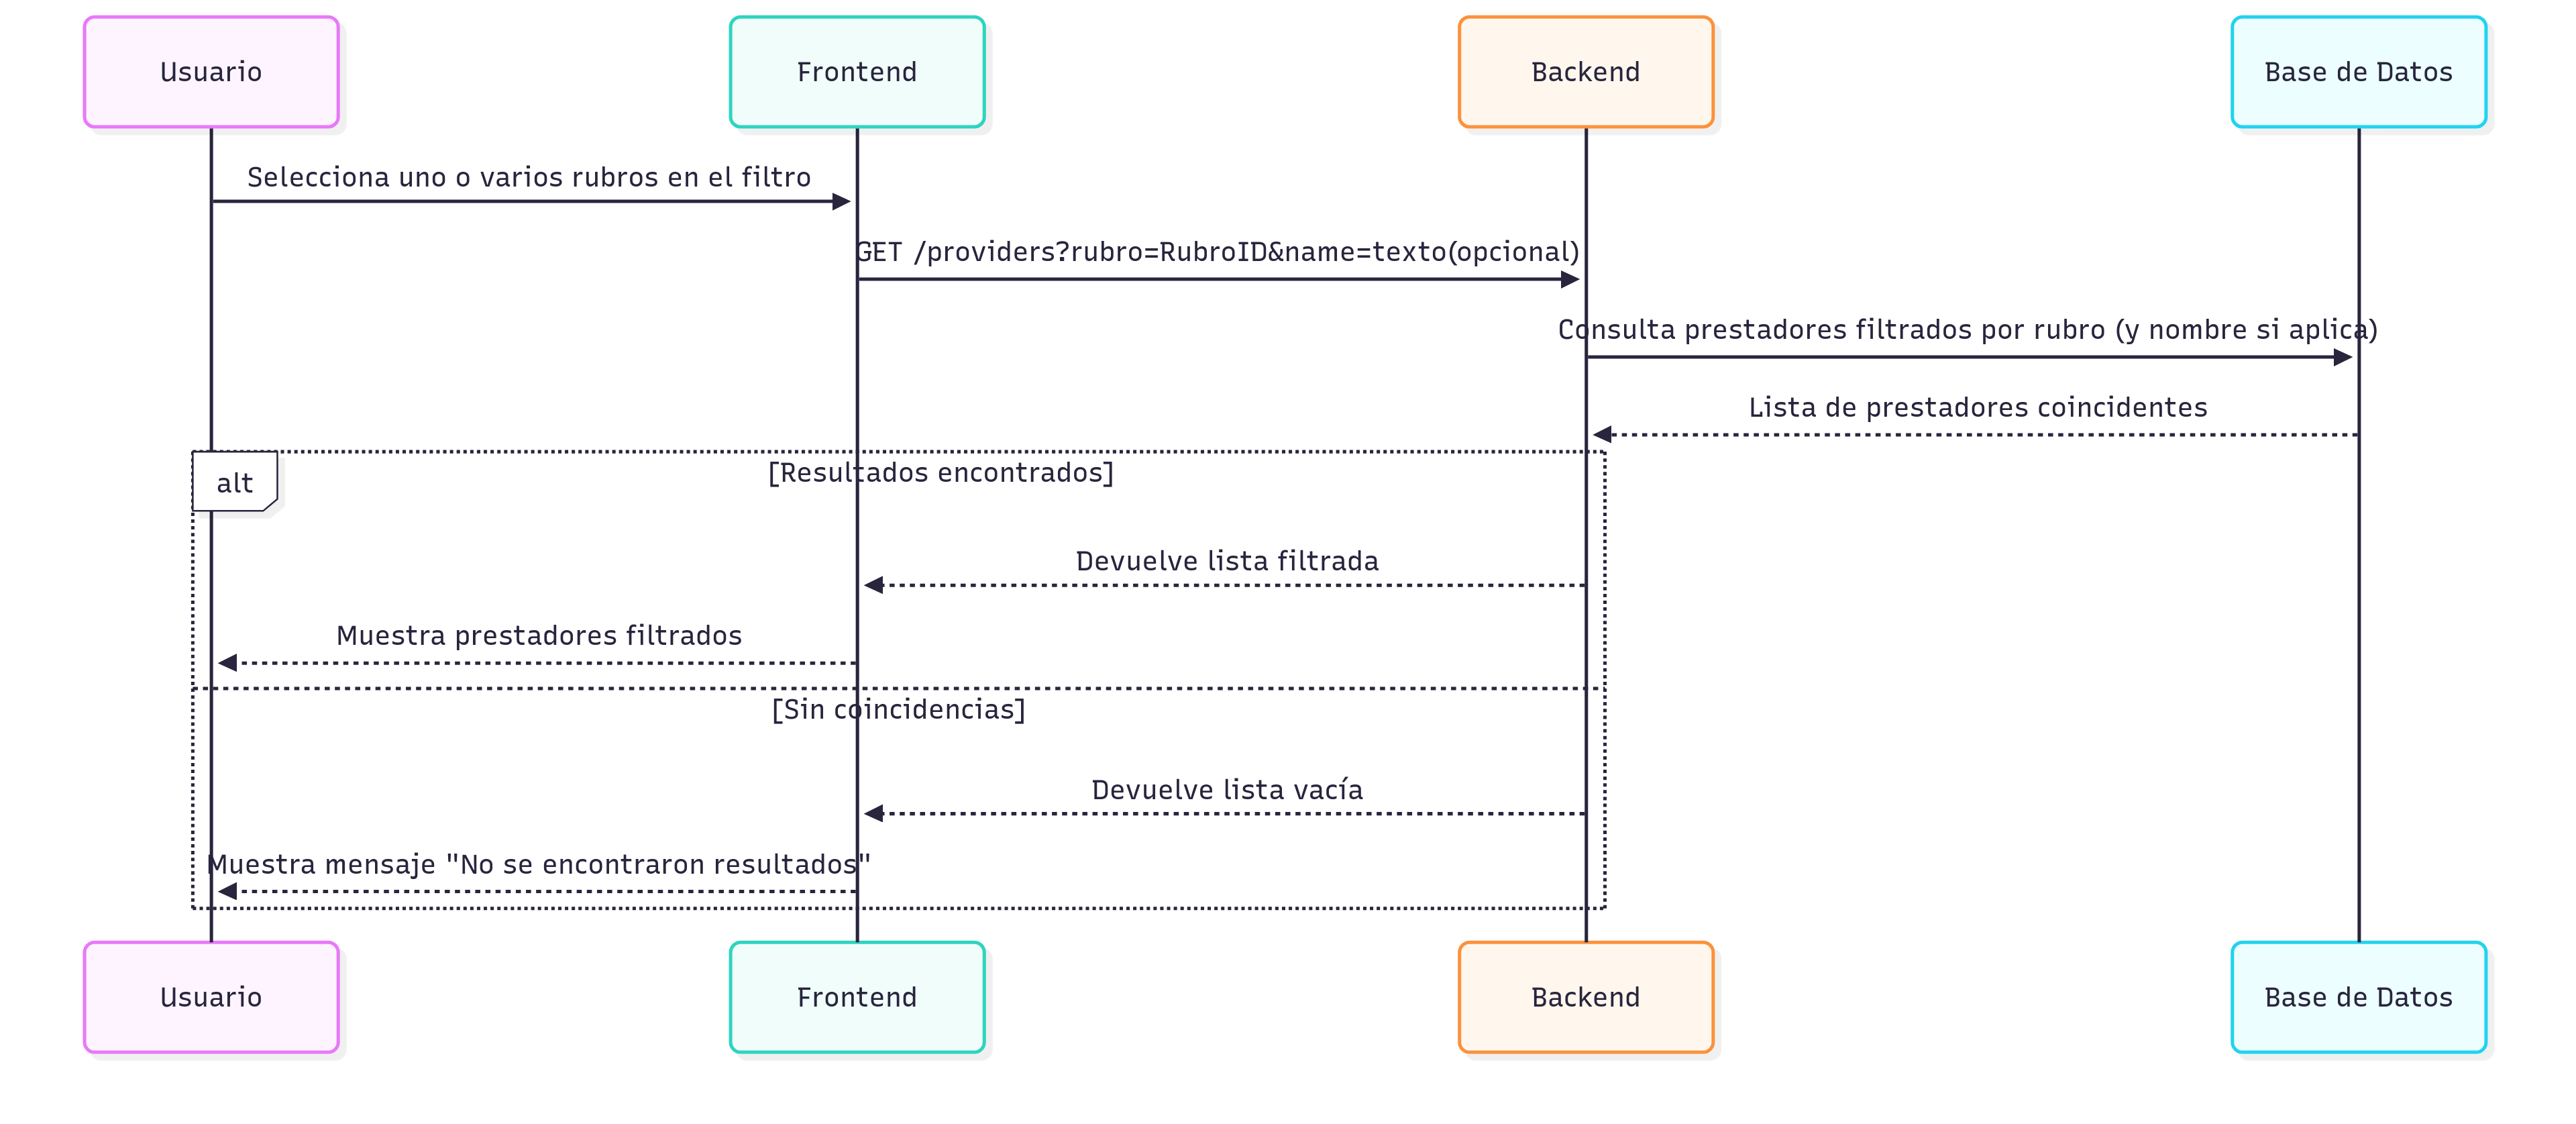 Usuario
Frontend
Backend
Base de Datos
Selecciona uno o varios rubros en el filtro
GET /providers?rubro=RubroID&name=texto(opcional)
Consulta prestadores filtrados por rubro (y nombre si aplica)
Lista de prestadores coincidentes
alt
[Resultados encontrados]
Devuelve lista filtrada
Muestra prestadores filtrados
[Sin coincidencias]
Devuelve lista vacía
Muestra mensaje "No se encontraron resultados"
Usuario
Frontend
Backend
Base de Datos